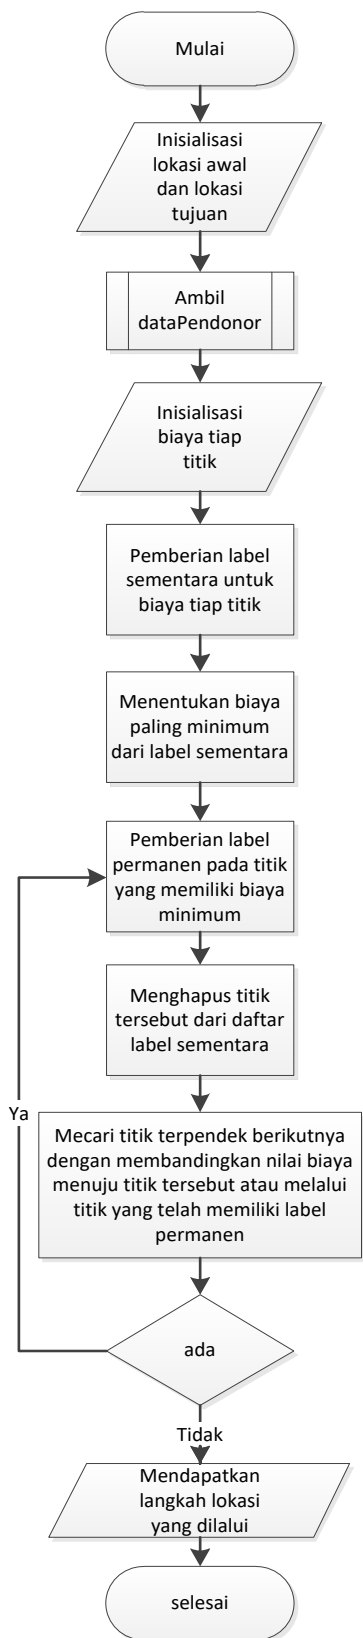 Mulai
Inisialisasi
lokasi awal
dan lokasi
tujuan
Ambil
dataPendonor
Inisialisasi
biaya tiap
titik
Pemberian label
sementara untuk
biaya tiap titik
Menentukan biaya
paling minimum
dari label sementara
Pemberian label
permanen pada titik
yang memiliki biaya
minimum
Menghapus titik
tersebut dari daftar
label sementara
Ya
Mecari titik terpendek berikutnya
dengan membandingkan nilai biaya
menuju titik tersebut atau melalui
titik yang telah memiliki label
permanen
ada
Tidak
Mendapatkan
langkah lokasi
yang dilalui
selesai